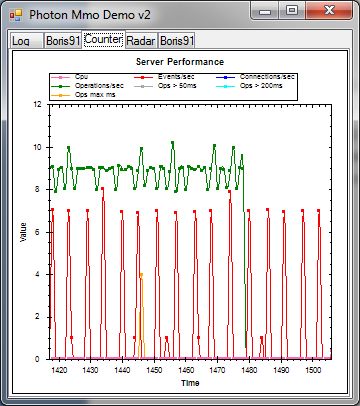 Photon Mmo Demo v2
Log Boris91 Counter Radar Boris91
Server Performance
Cpu Events/sec Connections/sec
Operations/sec Ops > 50ms Ops > 200ms
Ops max ms
12
10
8
6
4
2
0
Value
1420 1430 1440 1450 1460 1470 1480 1490 1500
Time